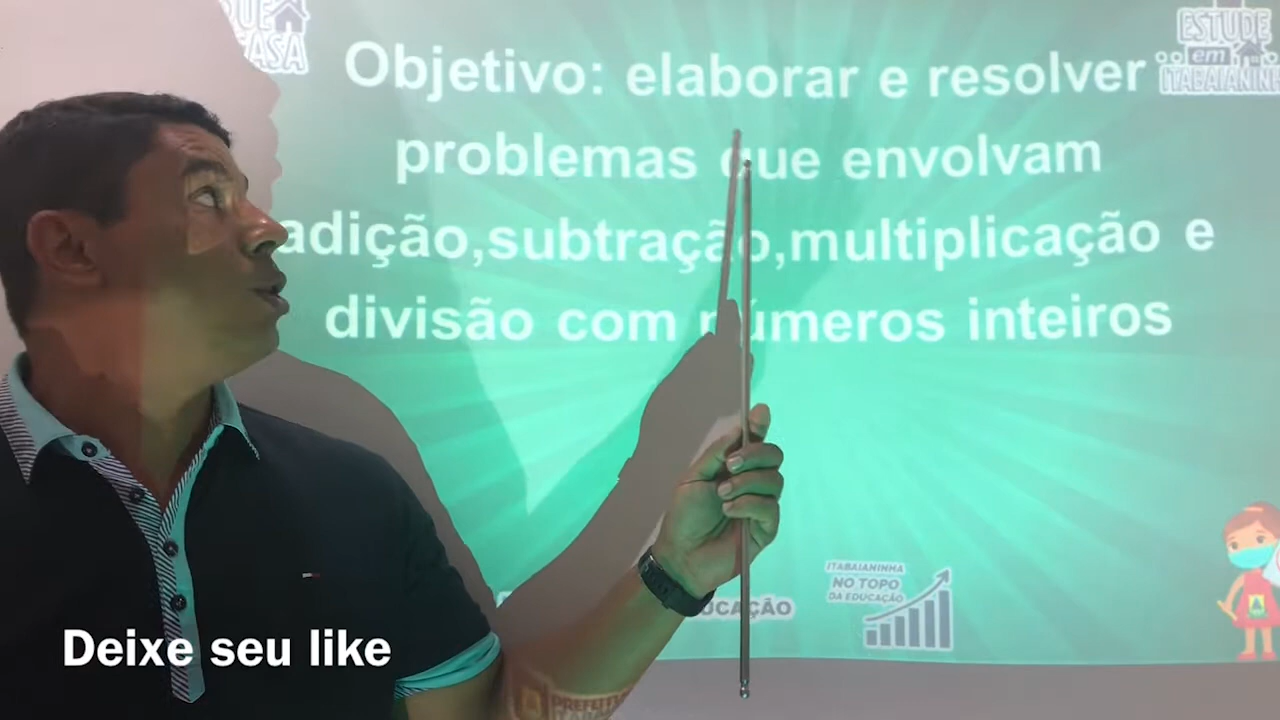 ESTUDE
em
CASA
Objetivo: elaborar e resolver
problemas que envolvam
adição,subtração,multiplicação e
divisão com números inteiros
ITABAIANINHA
NO TOPO
DA EDUCAÇÃO
Deixe seu like